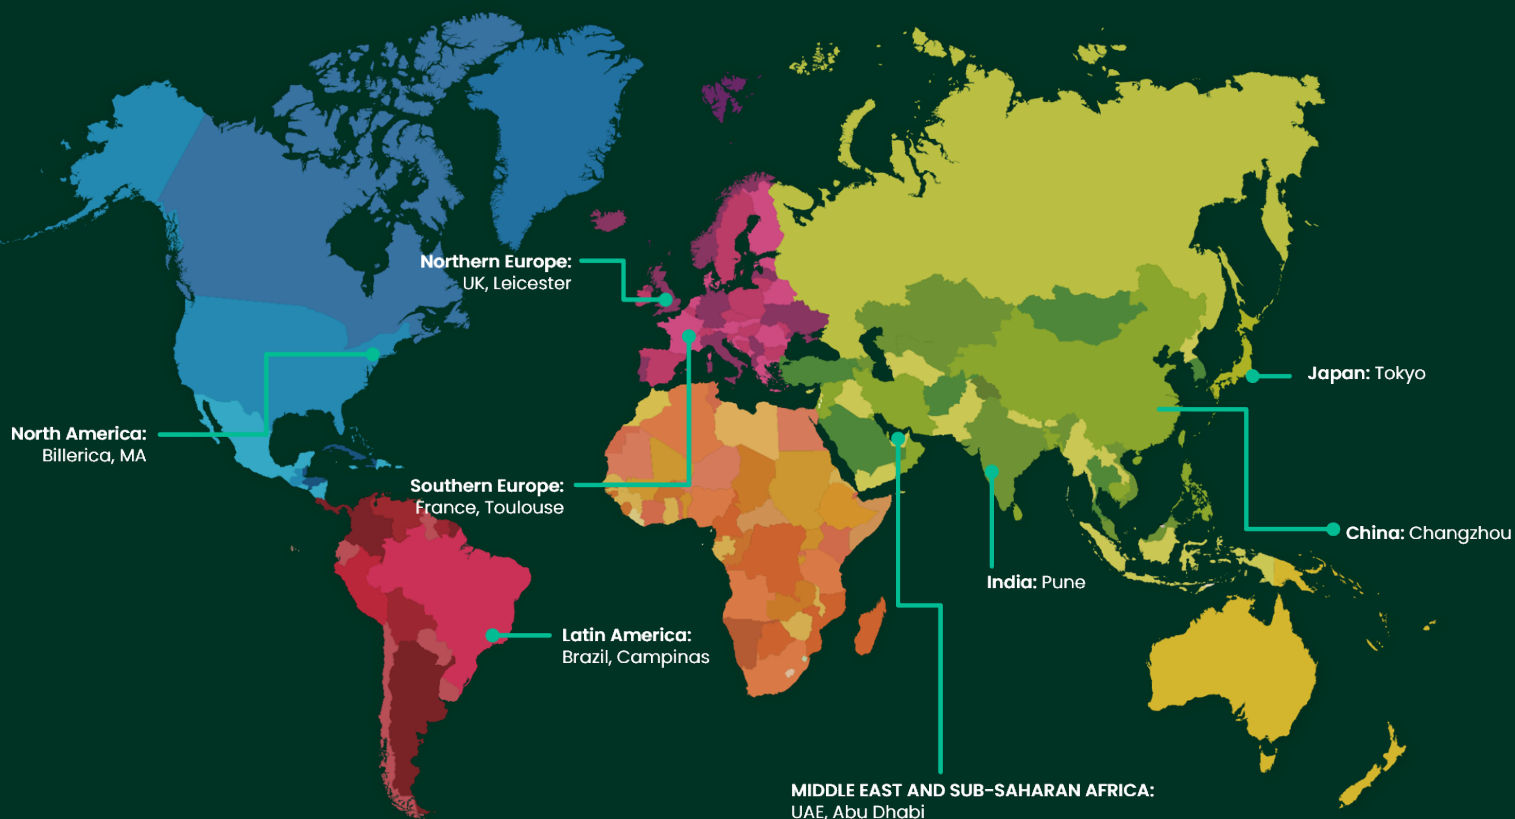 Northern Europe:
UK, Leicester
Japan: Tokyo
North America:
Billerica, MA
Southern Europe:
France, Toulouse
China: Changzhou
India: Pune
Latin America:
Brazil, Campinas
MIDDLE EAST AND SUB-SAHARAN AFRICA:
UAE, Abu Dhabi